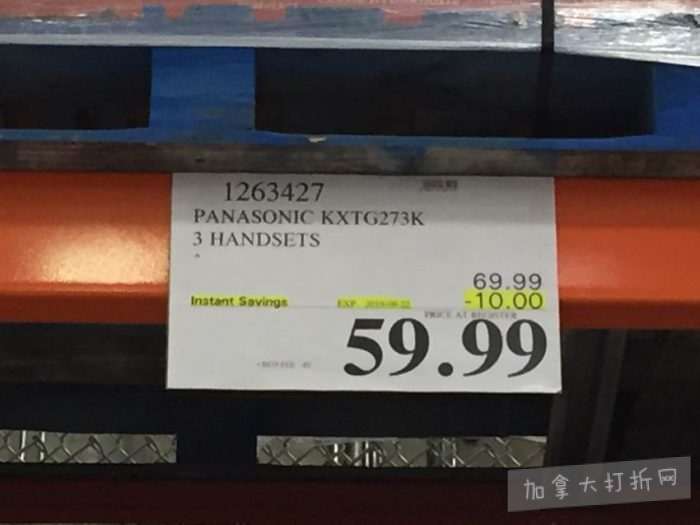 1263427
PANASONIC KXTG273K
3 HANDSETS
69.99
Instant Savings EXP. -10.00
PRICE AT REGISTER
59.99
加拿大打折网